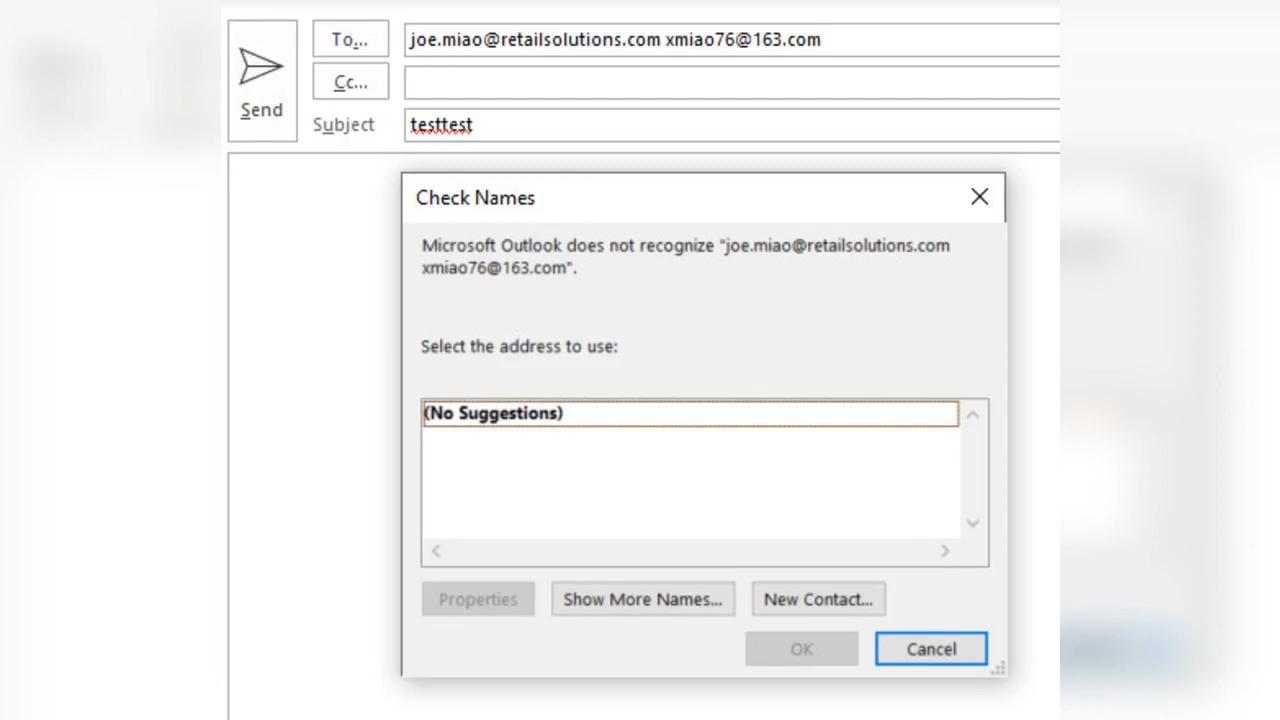 To... joe.miao@retailsolutions.com xmiao76@163.com
Cc...
Send
Subject testtest
Check Names
Microsoft Outlook does not recognize "joe.miao@retailsolutions.com
xmiao76@163.com".
Select the address to use:
(No Suggestions)
Properties Show More Names... New Contact...
OK Cancel